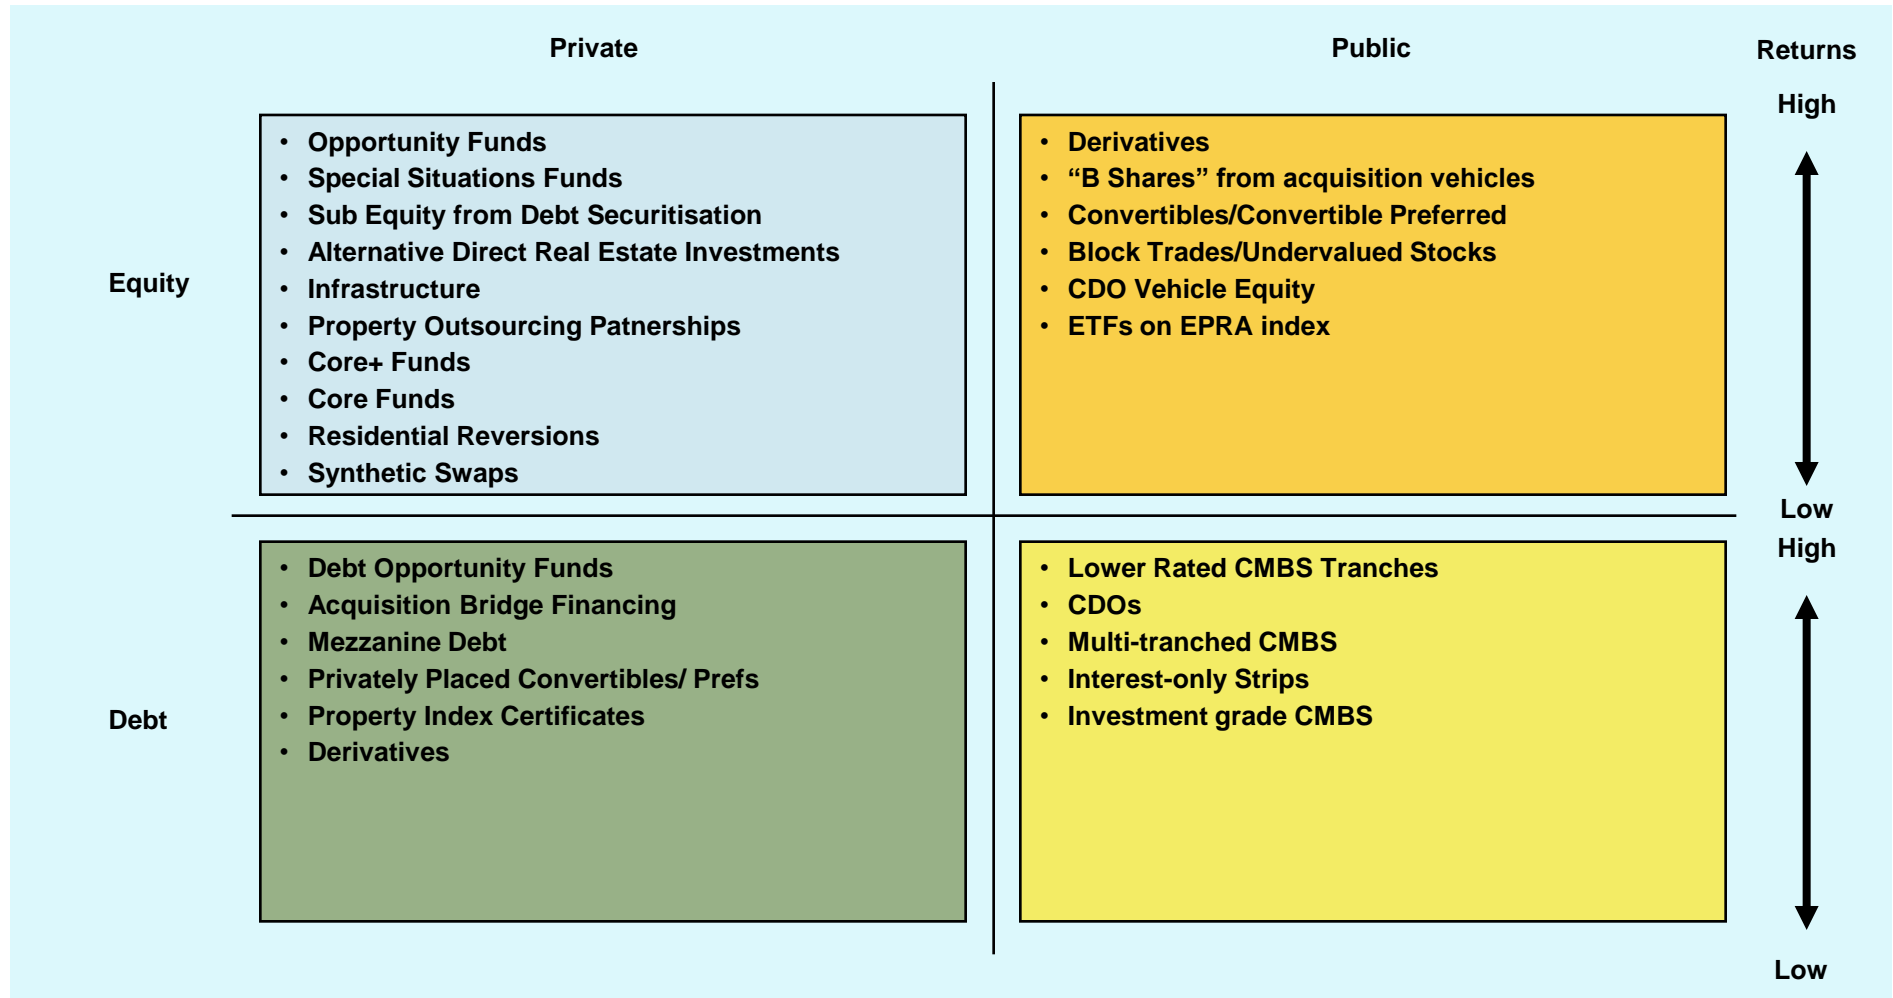 Private
Public
Returns
High
Equity
• Opportunity Funds
• Special Situations Funds
• Sub Equity from Debt Securitisation
• Alternative Direct Real Estate Investments
• Infrastructure
• Property Outsourcing Patnerships
• Core+ Funds
• Core Funds
• Residential Reversions
• Synthetic Swaps
• Derivatives
• “B Shares” from acquisition vehicles
• Convertibles/Convertible Preferred
• Block Trades/Undervalued Stocks
• CDO Vehicle Equity
• ETFs on EPRA index
Low
High
Debt
• Debt Opportunity Funds
• Acquisition Bridge Financing
• Mezzanine Debt
• Privately Placed Convertibles/ Prefs
• Property Index Certificates
• Derivatives
• Lower Rated CMBS Tranches
• CDOs
• Multi-tranched CMBS
• Interest-only Strips
• Investment grade CMBS
Low